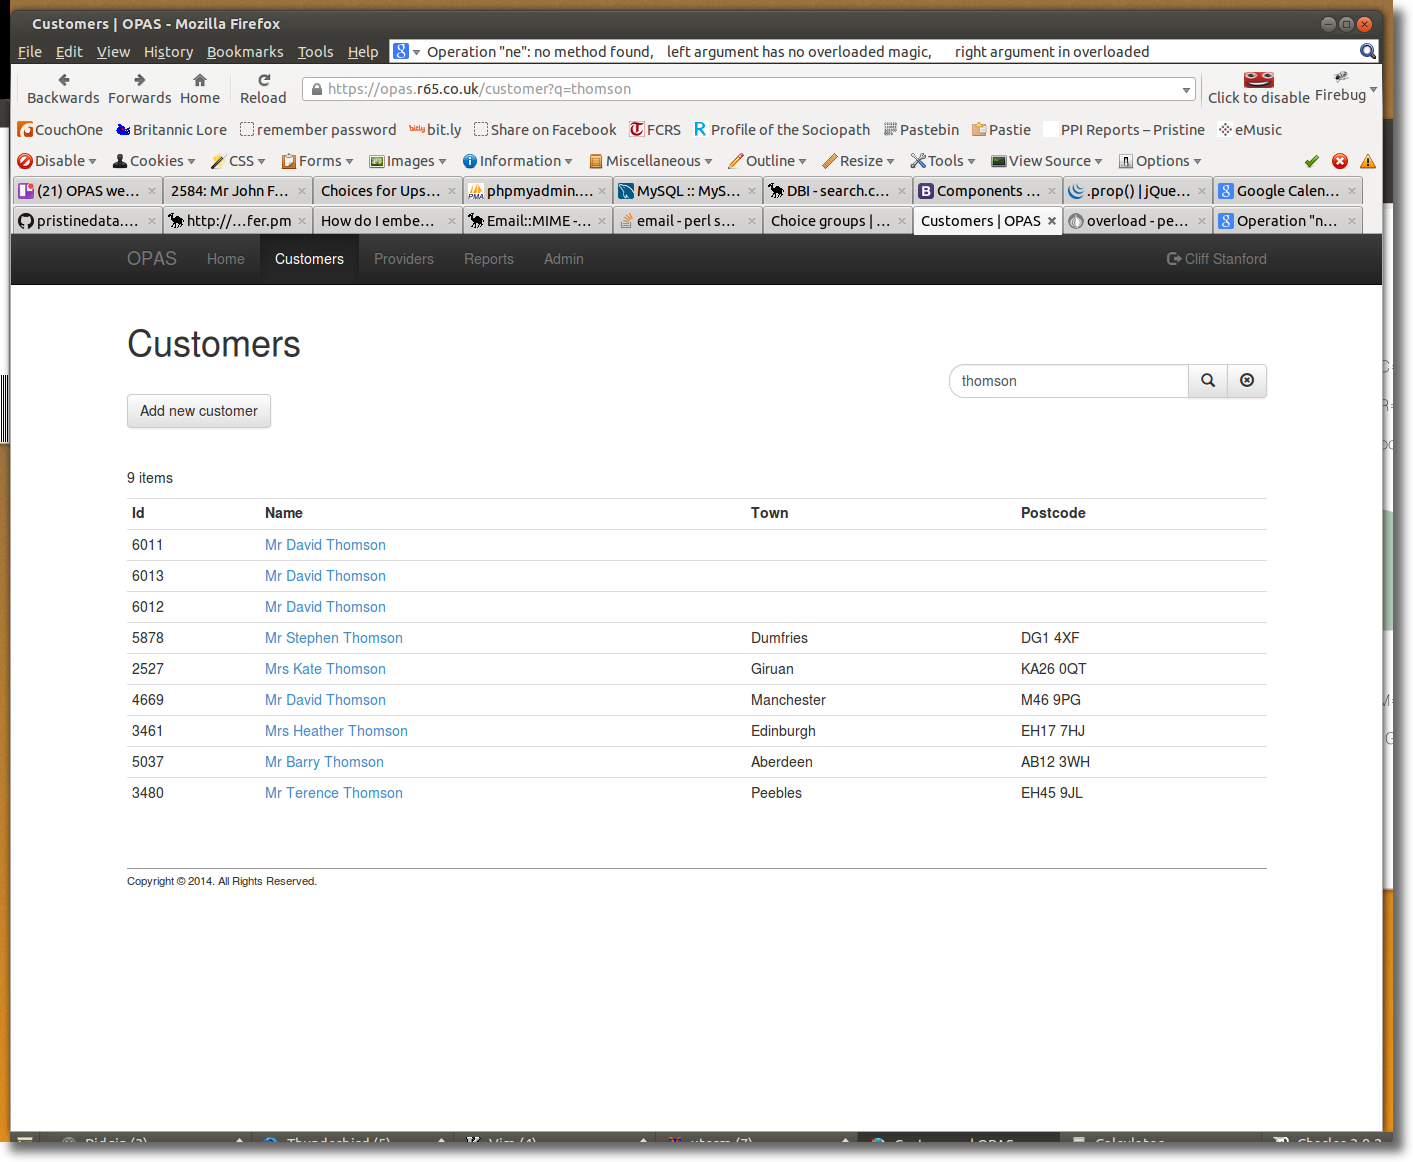 Customers | OPAS - Mozilla Firefox
File Edit View History Bookmarks Tools Help Operation "ne": no method found, left argument has no overloaded magic, right argument in overloaded
Backwards Forwards Home Reload https://opas.r65.co.uk/customer?q=thomson Click to disable Firebug
CouchOne Britannic Lore remember password bitly bit.ly Share on Facebook FCRS Profile of the Sociopath Pastebin Pastie PPI Reports – Pristine eMusic
Disable Cookies CSS Forms Images Information Miscellaneous Outline Resize Tools View Source Options
(21) OPAS we... 2584: Mr John F... Choices for Ups... phpmyadmin.... MySQL :: MyS... DBI - search.c... Components ... .prop() | jQue... Google Calen...
pristinedata.... http://...fer.pm How do I embe... Email::MIME -... email - perl s... Choice groups | ... Customers | OPAS overload - pe... Operation "n...
OPAS Home Customers Providers Reports Admin Cliff Stanford
Customers
thomson
Add new customer
9 items
Id Name Town Postcode
6011 Mr David Thomson
6013 Mr David Thomson
6012 Mr David Thomson
5878 Mr Stephen Thomson Dumfries DG1 4XF
2527 Mrs Kate Thomson Giruan KA26 0QT
4669 Mr David Thomson Manchester M46 9PG
3461 Mrs Heather Thomson Edinburgh EH17 7HJ
5037 Mr Barry Thomson Aberdeen AB12 3WH
3480 Mr Terence Thomson Peebles EH45 9JL
Copyright © 2014. All Rights Reserved.